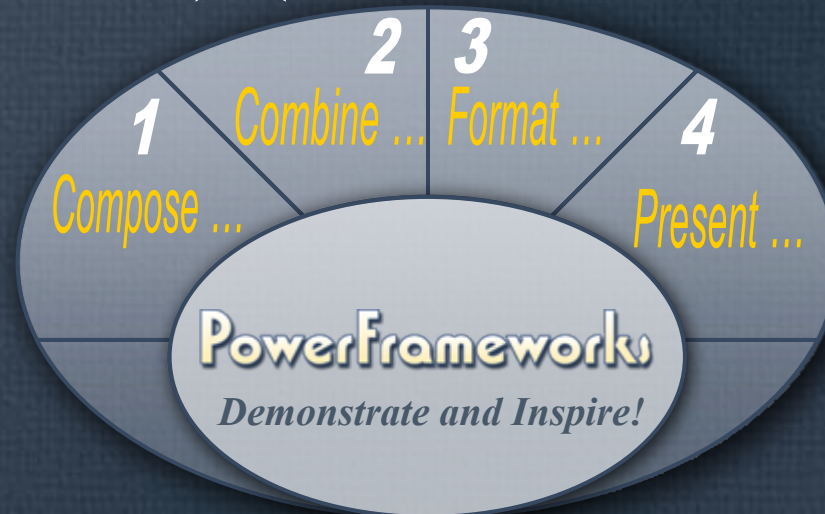 1
Compose ...
2
Combine ...
3
Format ...
4
Present ...
PowerFrameworks
Demonstrate and Inspire!